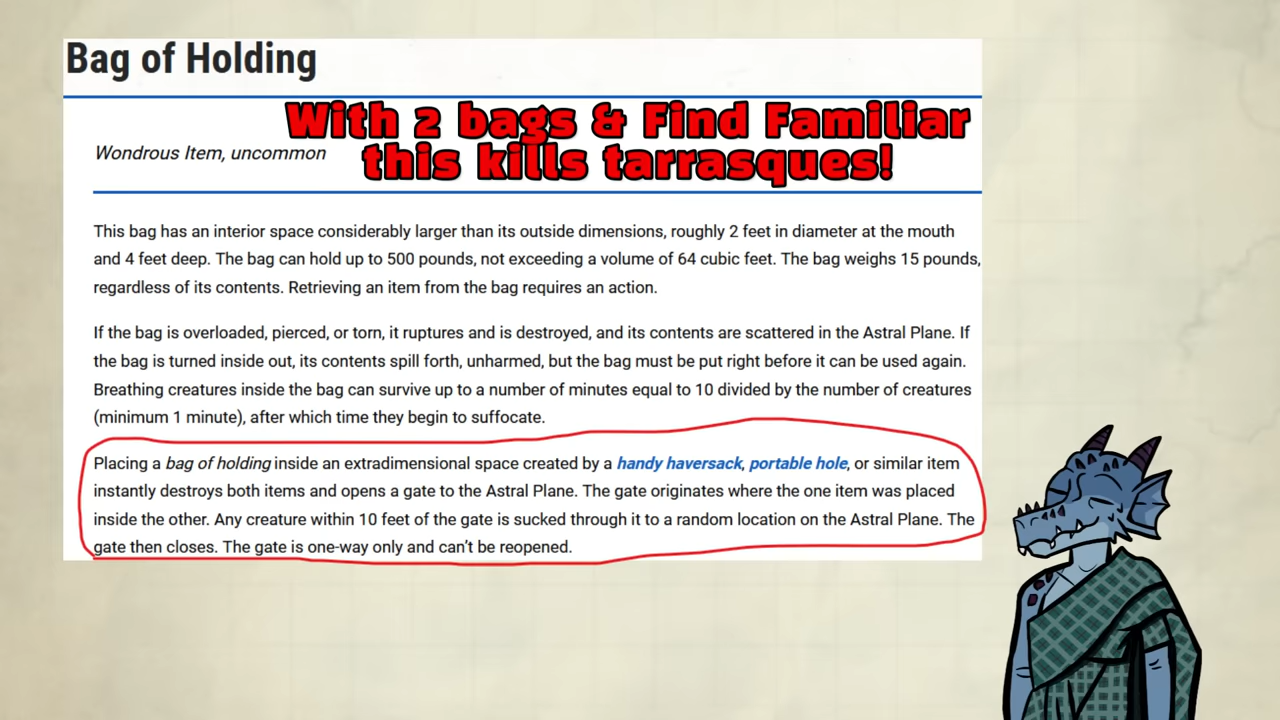 Bag of Holding
With 2 bags & Find Familiar
this kills tarrasques!
Wondrous Item, uncommon
This bag has an interior space considerably larger than its outside dimensions, roughly 2 feet in diameter at the mouth
and 4 feet deep. The bag can hold up to 500 pounds, not exceeding a volume of 64 cubic feet. The bag weighs 15 pounds,
regardless of its contents. Retrieving an item from the bag requires an action.
If the bag is overloaded, pierced, or torn, it ruptures and is destroyed, and its contents are scattered in the Astral Plane. If
the bag is turned inside out, its contents spill forth, unharmed, but the bag must be put right before it can be used again.
Breathing creatures inside the bag can survive up to a number of minutes equal to 10 divided by the number of creatures
(minimum 1 minute), after which time they begin to suffocate.
Placing a bag of holding inside an extradimensional space created by a handy haversack, portable hole, or similar item
instantly destroys both items and opens a gate to the Astral Plane. The gate originates where the one item was placed
inside the other. Any creature within 10 feet of the gate is sucked through it to a random location on the Astral Plane. The
gate then closes. The gate is one-way only and can't be reopened.